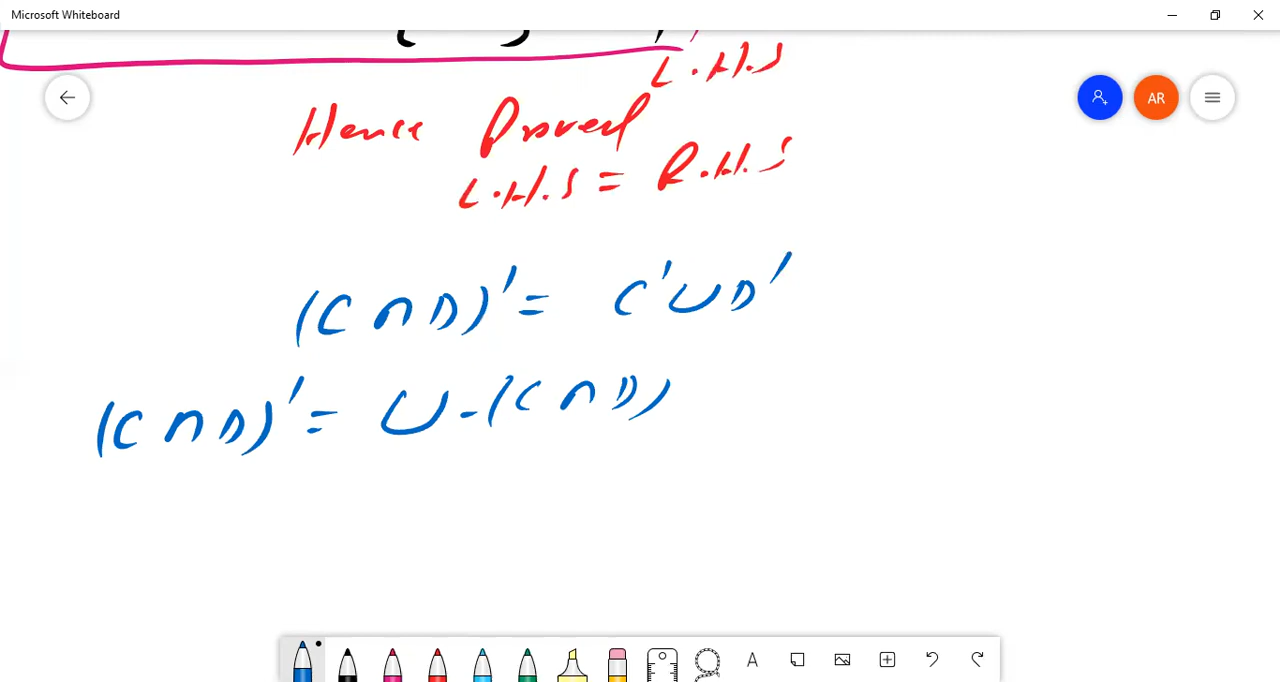 Microsoft Whiteboard
L.H.S
Hence Proved
L.H.S = R.H.S
AR
(C ∩ D)' = C' ∪ D'
(C ∩ D)' = U - (C ∩ D)
A